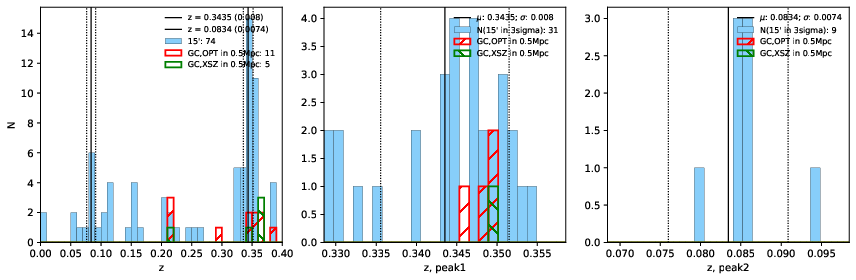 z = 0.3435 (0.008)
z = 0.0834 (0.0074)
15': 74
GC,OPT in 0.5Mpc: 11
GC,XSZ in 0.5Mpc: 5
N
0
2
4
6
8
10
12
14
0.00 0.05 0.10 0.15 0.20 0.25 0.30 0.35 0.40
z
μ: 0.3435; σ: 0.008
N(15' in 3sigma): 31
GC,OPT in 0.5Mpc
GC,XSZ in 0.5Mpc
0.0
0.5
1.0
1.5
2.0
2.5
3.0
3.5
4.0
0.330 0.335 0.340 0.345 0.350 0.355
z, peak1
μ: 0.0834; σ: 0.0074
N(15' in 3sigma): 9
GC,OPT in 0.5Mpc
GC,XSZ in 0.5Mpc
0.0
0.5
1.0
1.5
2.0
2.5
3.0
0.070 0.075 0.080 0.085 0.090 0.095
z, peak2